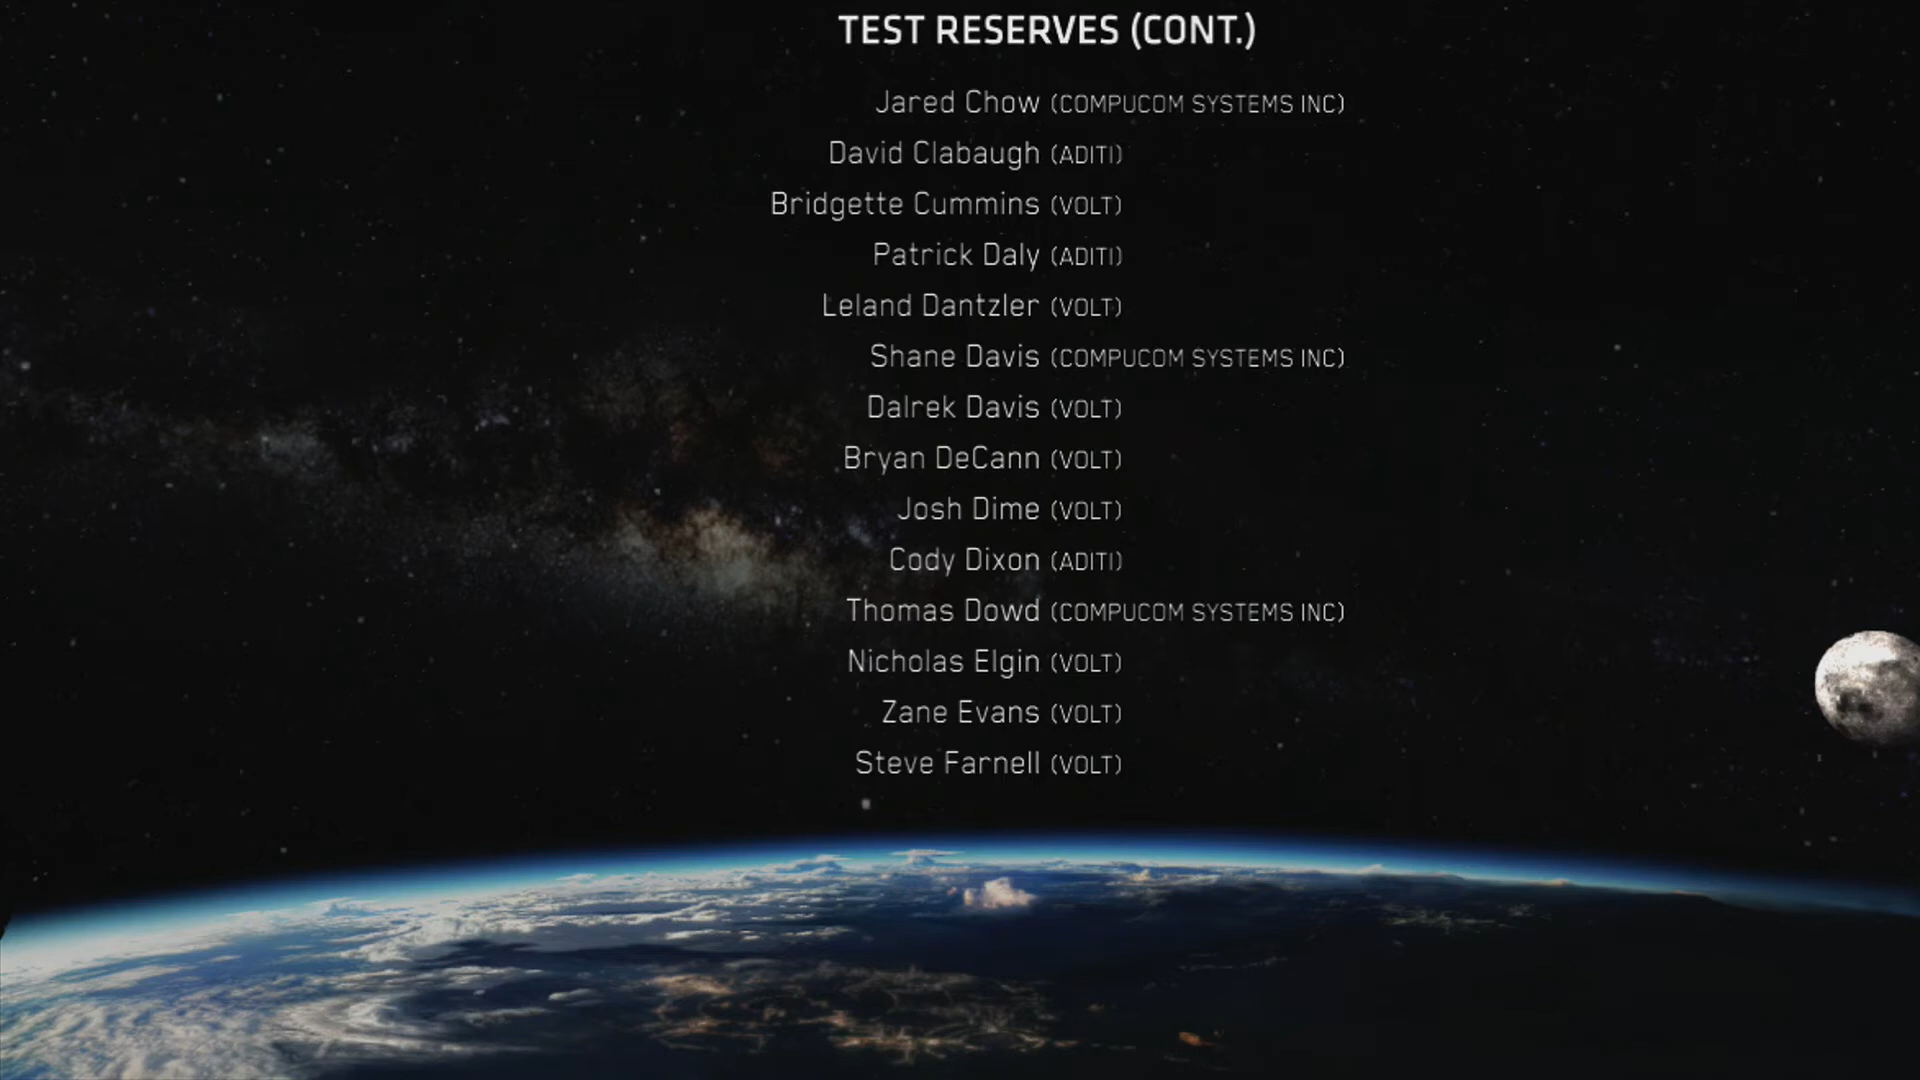 TEST RESERVES (CONT.)
Jared Chow (COMPUCOM SYSTEMS INC)
David Clabaugh (ADITI)
Bridgette Cummins (VOLT)
Patrick Daly (ADITI)
Leland Dantzler (VOLT)
Shane Davis (COMPUCOM SYSTEMS INC)
Dalrek Davis (VOLT)
Bryan DeCann (VOLT)
Josh Dime (VOLT)
Cody Dixon (ADITI)
Thomas Dowd (COMPUCOM SYSTEMS INC)
Nicholas Elgin (VOLT)
Zane Evans (VOLT)
Steve Farnell (VOLT)